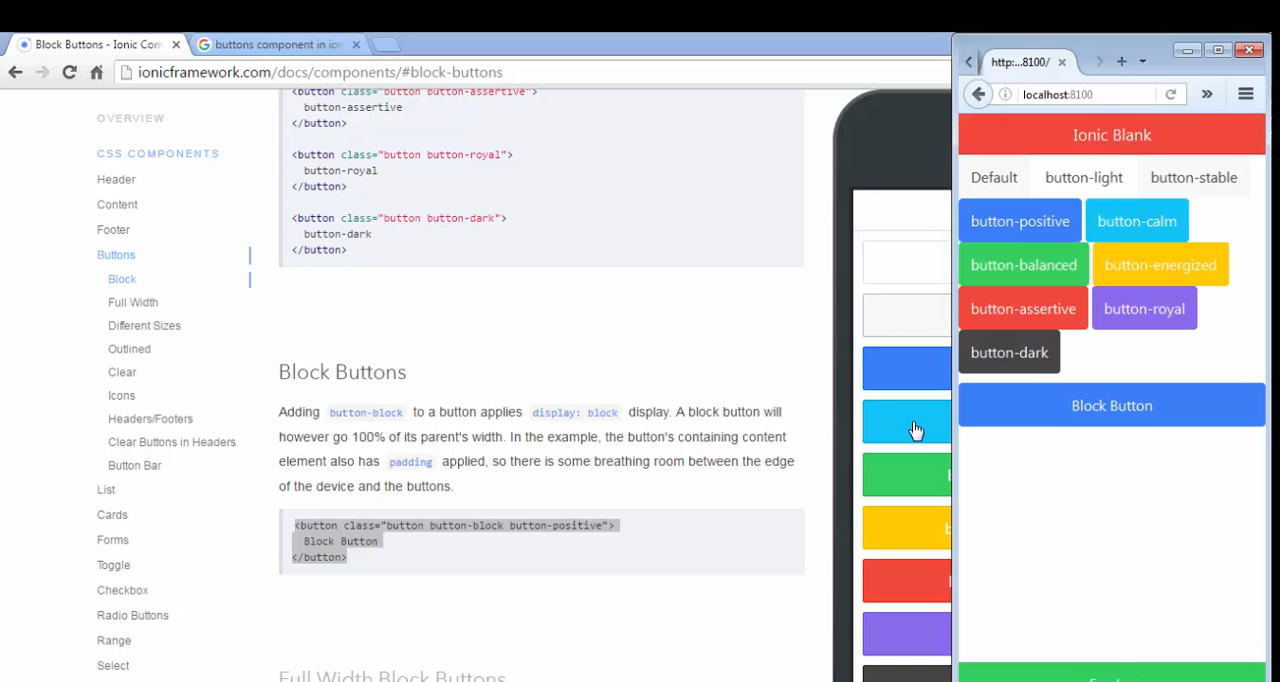 Block Buttons - Ionic Com
buttons component in ion
ionicframework.com/docs/components/#block-buttons
OVERVIEW
CSS COMPONENTS
Header
Content
Footer
Buttons
Block
Full Width
Different Sizes
Outlined
Clear
Icons
Headers/Footers
Clear Buttons in Headers
Button Bar
List
Cards
Forms
Toggle
Checkbox
Radio Buttons
Range
Select
<button class="button button-assertive">
button-assertive
</button>
<button class="button button-royal">
button-royal
</button>
<button class="button button-dark">
button-dark
</button>
Block Buttons
Adding button-block to a button applies display: block display. A block button will
however go 100% of its parent's width. In the example, the button's containing content
element also has padding applied, so there is some breathing room between the edge
of the device and the buttons.
<button class="button button-block button-positive">
Block Button
</button>
Full Width Block Buttons
http:...8100/
localhost:8100
Ionic Blank
Default button-light button-stable
button-positive button-calm
button-balanced button-energized
button-assertive button-royal
button-dark
Block Button